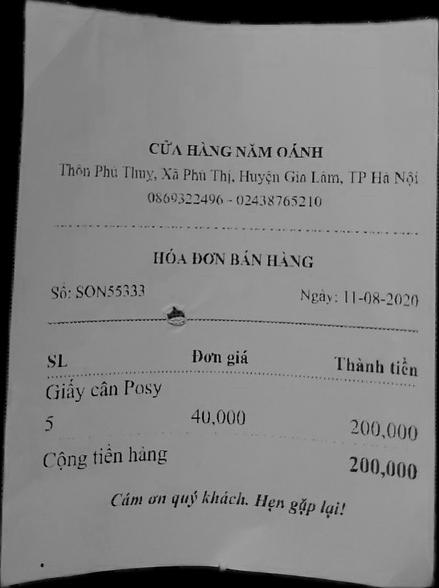 CỬA HÀNG NĂM OÁNH
Thôn Phú Thụy, Xã Phú Thị, Huyện Gia Lâm, TP Hà Nội
0869322496 - 02438765210
HÓA ĐƠN BÁN HÀNG
Số: SON55333 Ngày: 11-08-2020
SL Đơn giá Thành tiền
Giấy cân Posy
5 40,000 200,000
Cộng tiền hàng 200,000
Cám ơn quý khách. Hẹn gặp lại!